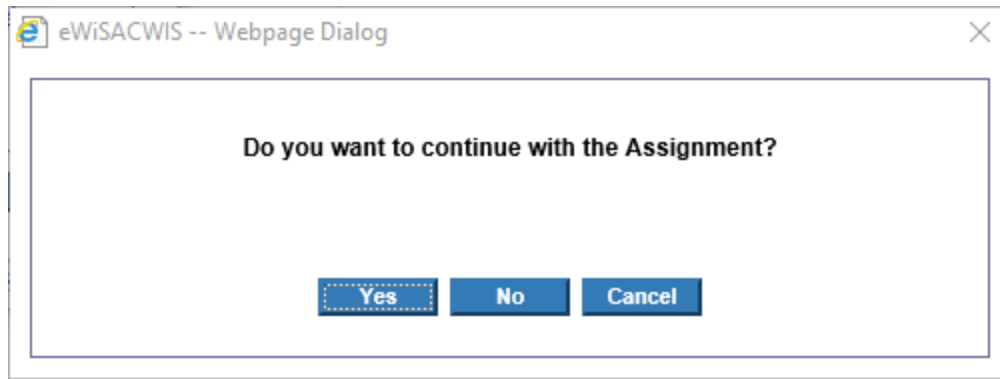 eWiSACWIS -- Webpage Dialog
Do you want to continue with the Assignment?
Yes No Cancel